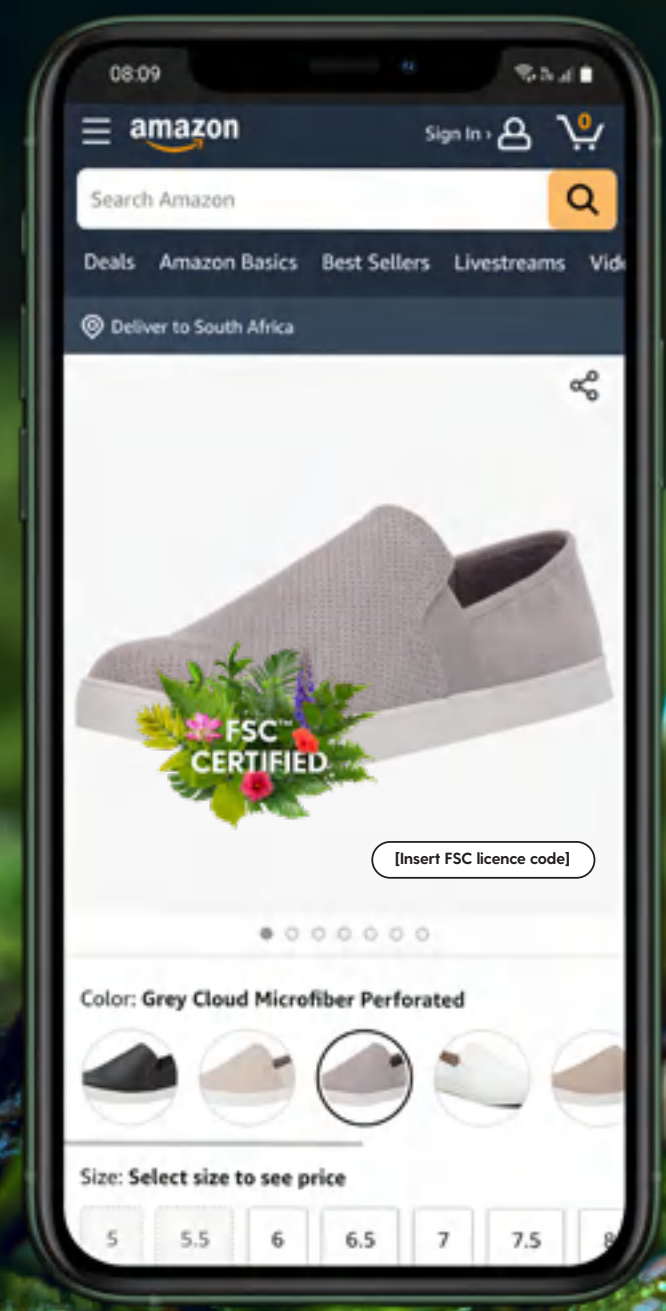 08:09
amazon
Sign In ›
0
Search Amazon
Deals Amazon Basics Best Sellers Livestreams
Deliver to South Africa
FSC™
CERTIFIED
[Insert FSC licence code]
Color: Grey Cloud Microfiber Perforated
Size: Select size to see price
5 5.5 6 6.5 7 7.5 8